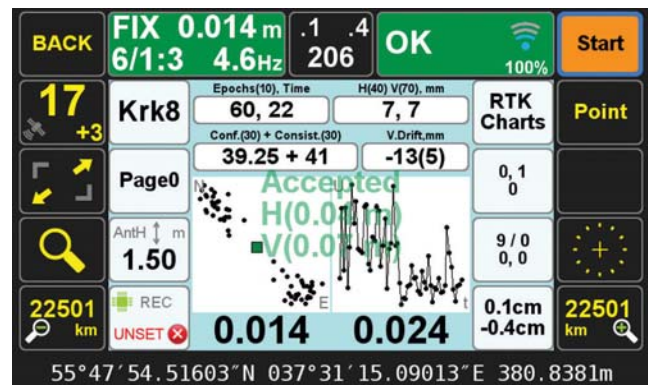 BACK
FIX 0.014 m
6/1:3 4.6Hz
.1 .4
206
OK
100%
Start
17
+3
Krk8
Epochs(10), Time
60, 22
H(40) V(70), mm
7, 7
RTK
Charts
Point
Conf.(30) + Consist.(30)
39.25 + 41
V.Drift,mm
-13(5)
Page0
0, 1
0
N
U
Accepted
H(0.0
V(0.0
E
t
AntH m
1.50
9 / 0
0, 0
22501
km
REC
UNSET
0.014
0.024
0.1cm
-0.4cm
22501
km
55°47′54.51603″N 037°31′15.09013″E 380.8381m